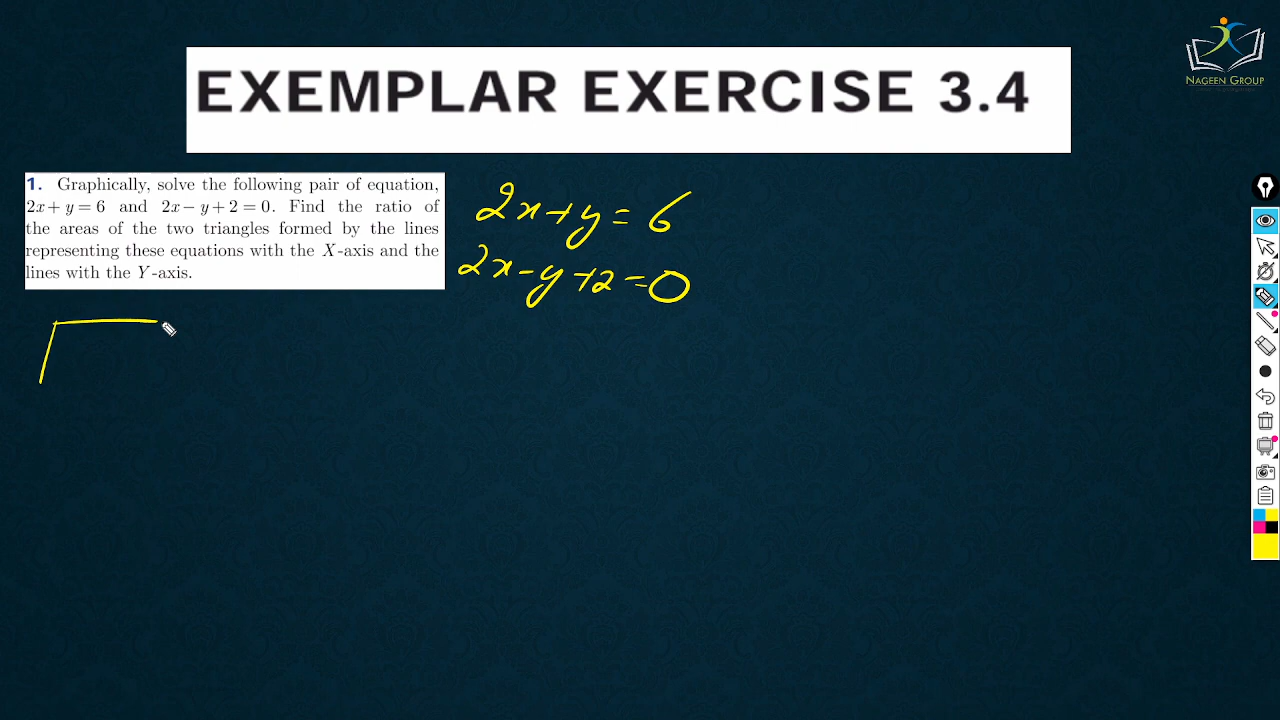 EXEMPLAR EXERCISE 3.4
NAGEEN GROUP
1. Graphically, solve the following pair of equation,
2x + y = 6 and 2x − y + 2 = 0. Find the ratio of
the areas of the two triangles formed by the lines
representing these equations with the X-axis and the
lines with the Y-axis.
2x+y=6
2x-y+2=0